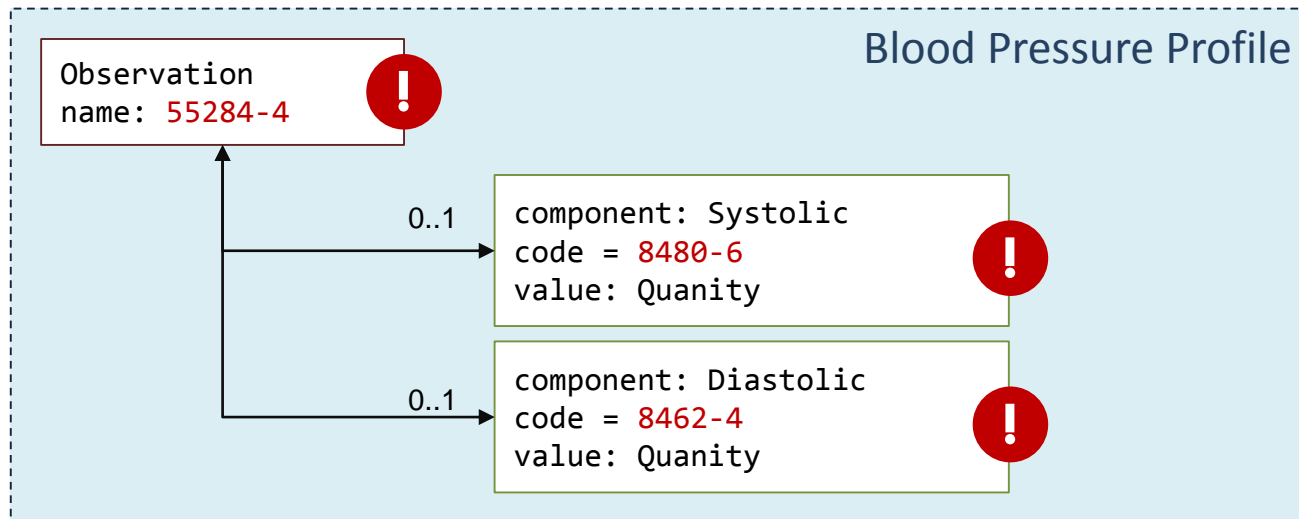 Blood Pressure Profile
Observation
name: 55284-4
!
0..1
component: Systolic
code = 8480-6
value: Quanity
!
0..1
component: Diastolic
code = 8462-4
value: Quanity
!